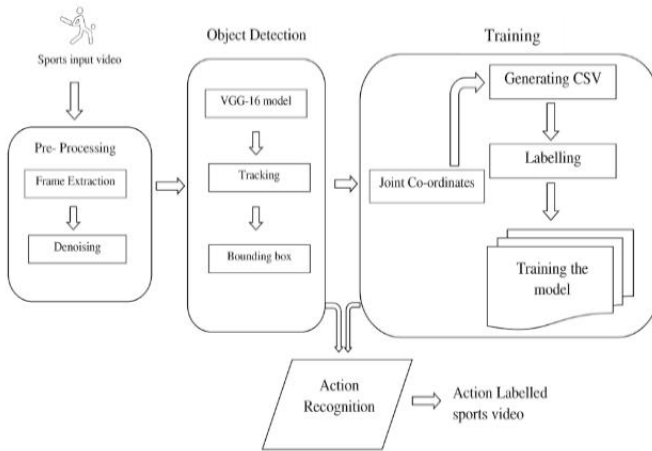 Sports input video
Pre- Processing
Frame Extraction
Denoising
Object Detection
VGG-16 model
Tracking
Bounding box
Training
Joint Co-ordinates
Generating CSV
Labelling
Training the
model
Action
Recognition
Action Labelled
sports video